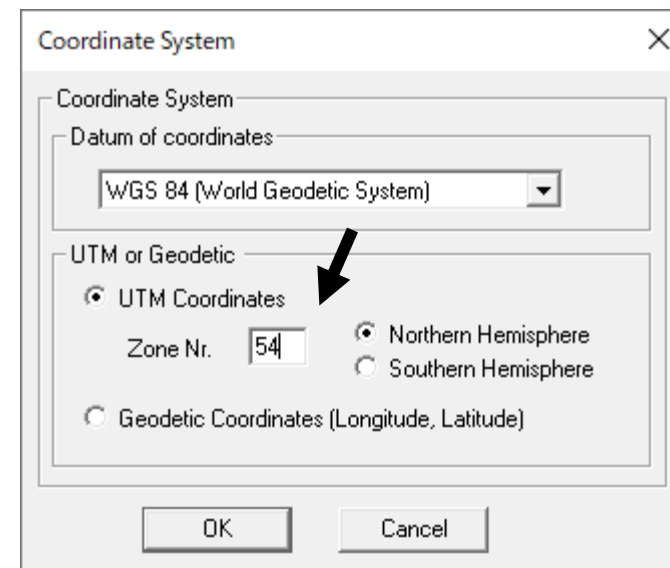 Coordinate System
Coordinate System
Datum of coordinates
WGS 84 (World Geodetic System)
UTM or Geodetic
UTM Coordinates
Zone Nr. 54
Northern Hemisphere
Southern Hemisphere
Geodetic Coordinates (Longitude, Latitude)
OK Cancel